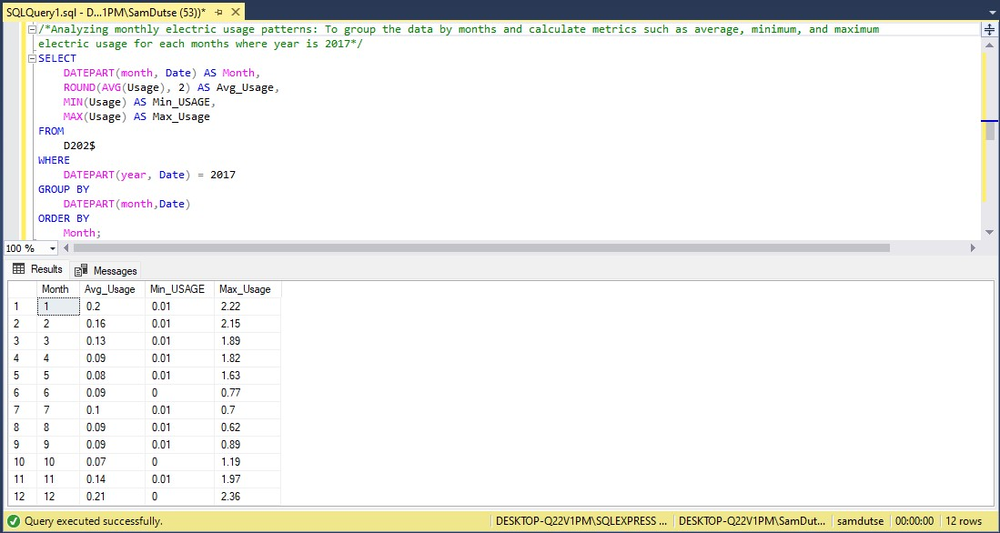 SQLQuery1.sql - D...1PM\SamDutse (53))*
/*Analyzing monthly electric usage patterns: To group the data by months and calculate metrics such as average, minimum, and maximum
electric usage for each months where year is 2017*/
SELECT
DATEPART(month, Date) AS Month,
ROUND(AVG(Usage), 2) AS Avg_Usage,
MIN(Usage) AS Min_USAGE,
MAX(Usage) AS Max_Usage
FROM
D202$
WHERE
DATEPART(year, Date) = 2017
GROUP BY
DATEPART(month,Date)
ORDER BY
Month;
100 %
Results Messages
Month Avg_Usage Min_USAGE Max_Usage
1 1 0.2 0.01 2.22
2 2 0.16 0.01 2.15
3 3 0.13 0.01 1.89
4 4 0.09 0.01 1.82
5 5 0.08 0.01 1.63
6 6 0.09 0 0.77
7 7 0.1 0.01 0.7
8 8 0.09 0.01 0.62
9 9 0.09 0.01 0.89
10 10 0.07 0 1.19
11 11 0.14 0.01 1.97
12 12 0.21 0 2.36
Query executed successfully. DESKTOP-Q22V1PM\SQLEXPRESS ... DESKTOP-Q22V1PM\SamDut... samdutse 00:00:00 12 rows